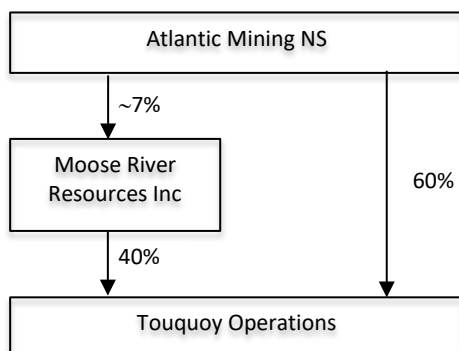 Atlantic Mining NS
~7%
Moose River
Resources Inc
60%
40%
Touquoy Operations